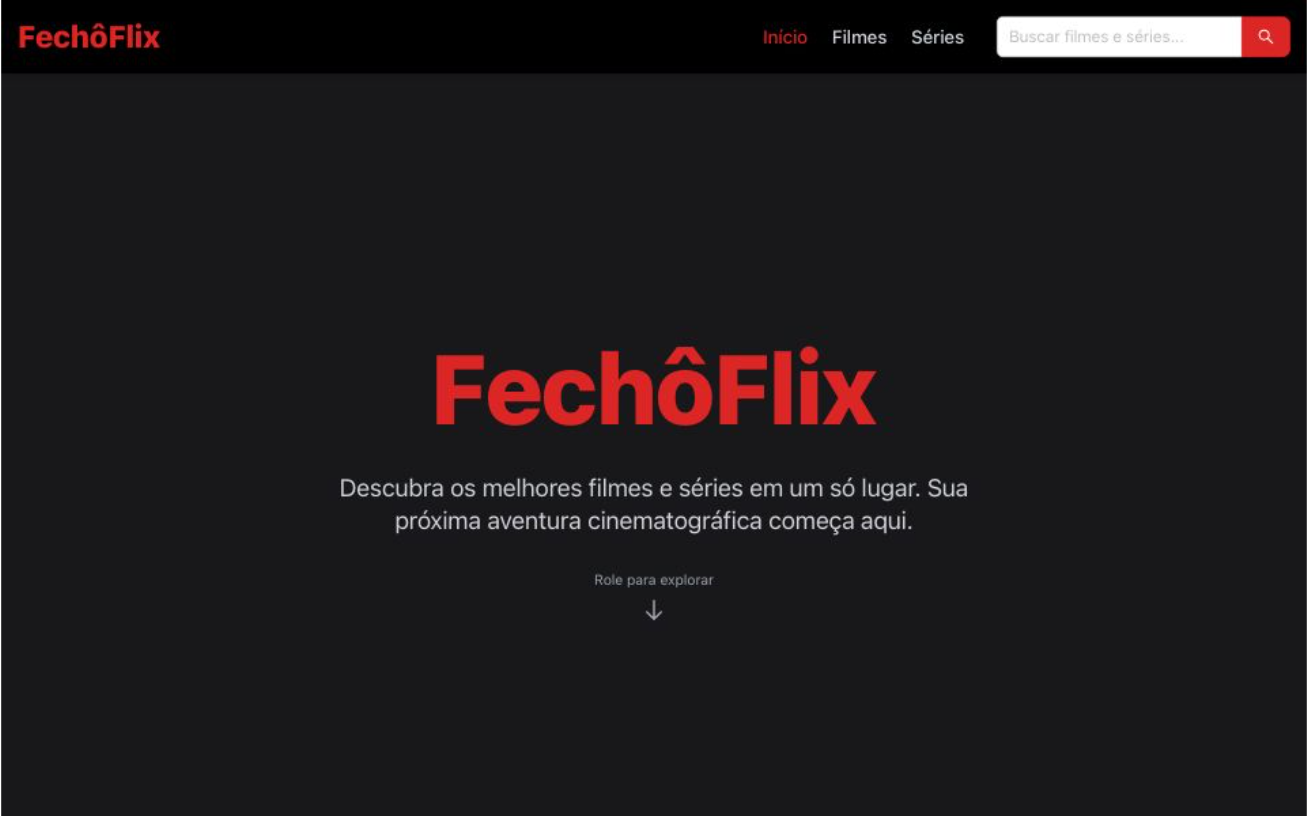 FechôFlix
Início Filmes Séries Buscar filmes e séries...
FechôFlix
Descubra os melhores filmes e séries em um só lugar. Sua
próxima aventura cinematográfica começa aqui.
Role para explorar